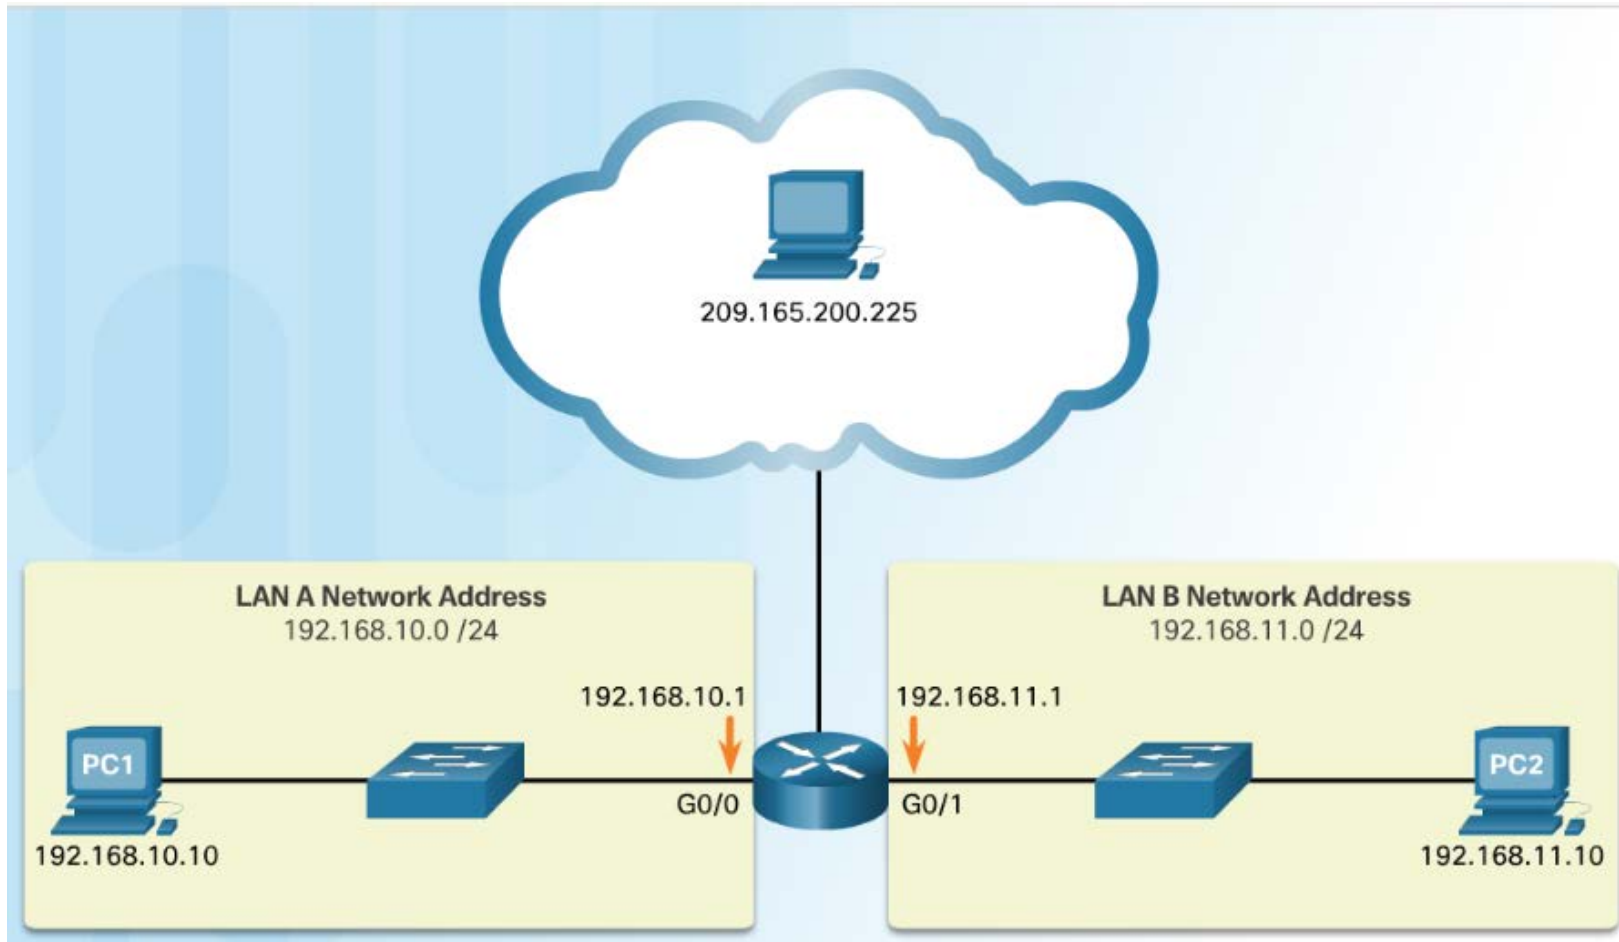 209.165.200.225
LAN A Network Address
192.168.10.0 /24
192.168.10.1
PC1
G0/0
192.168.10.10
LAN B Network Address
192.168.11.0 /24
192.168.11.1
PC2
G0/1
192.168.11.10